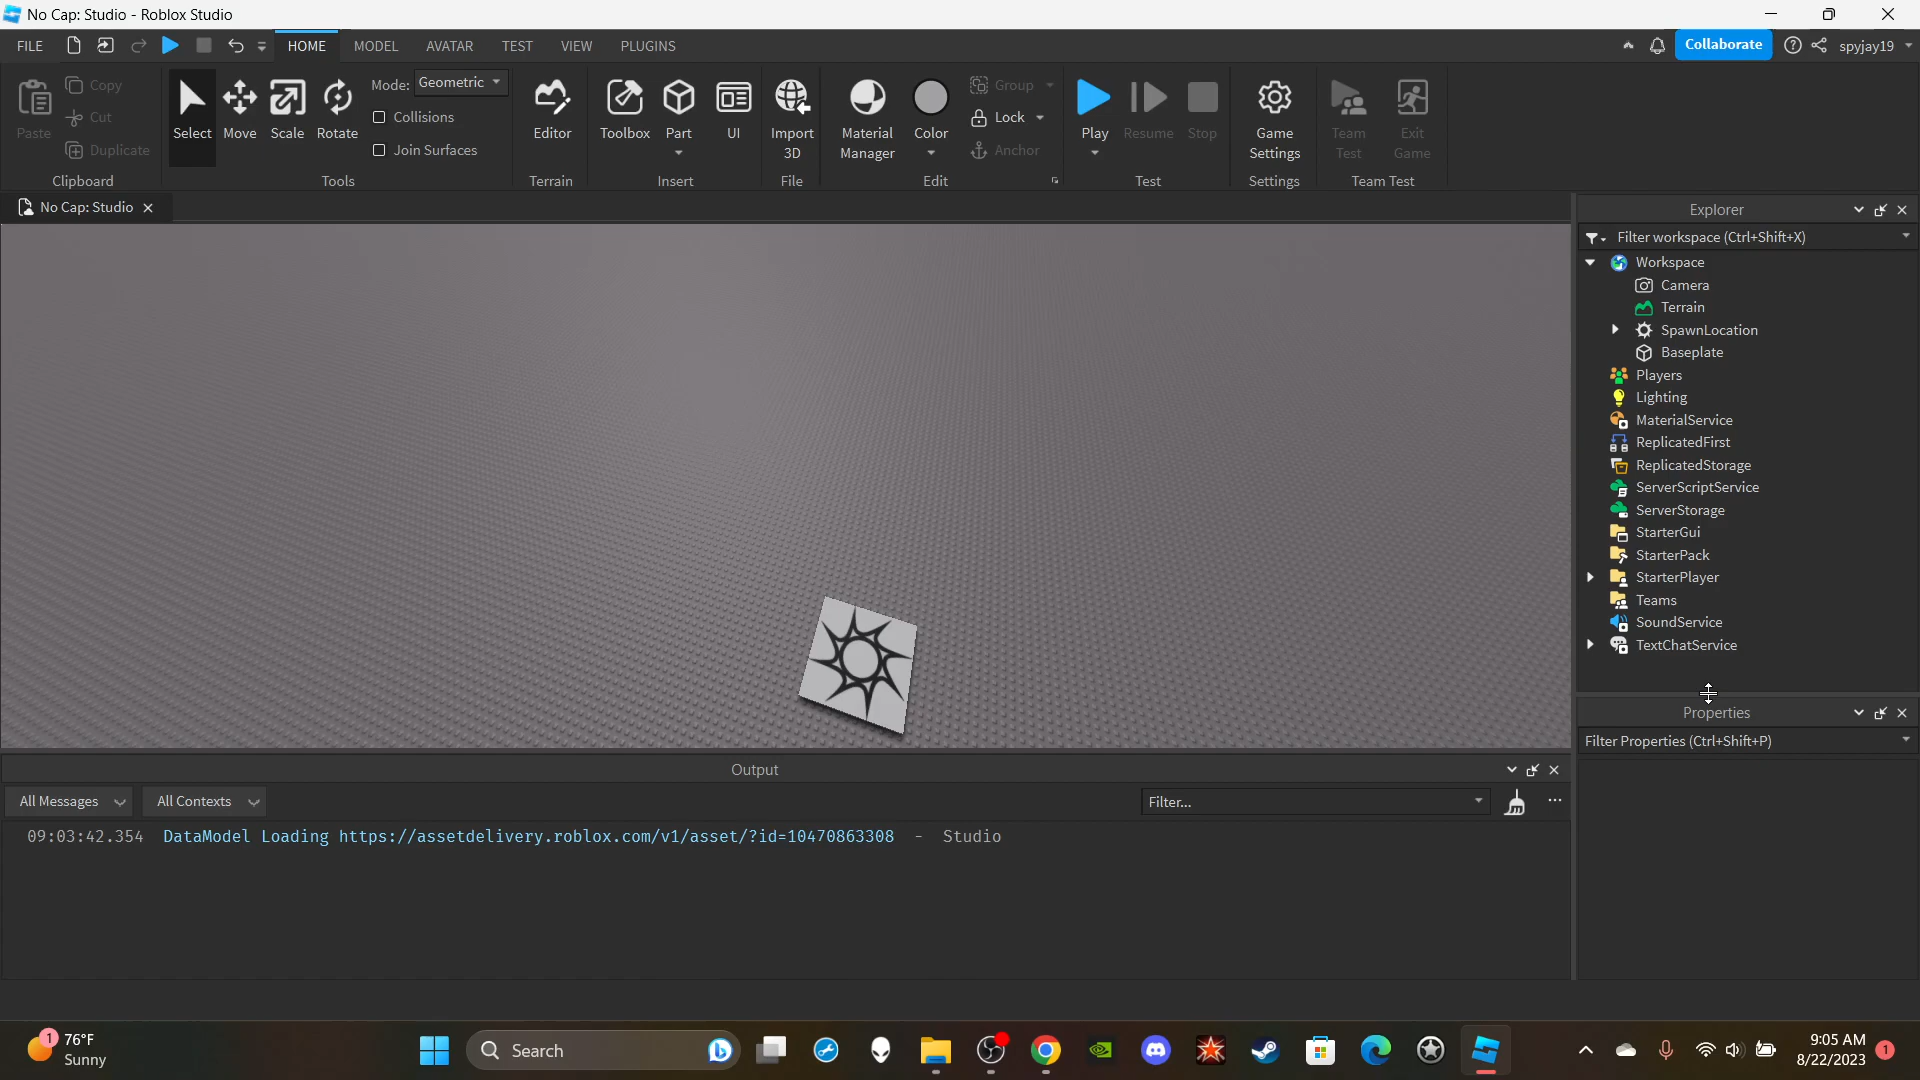 No Cap: Studio - Roblox Studio
FILE HOME MODEL AVATAR TEST VIEW PLUGINS Collaborate spyjay19
Paste Copy Cut Duplicate
Clipboard
Select Move Scale Rotate Mode: Geometric
Collisions
Join Surfaces
Tools
Editor
Terrain
Toolbox Part UI
Insert
Import 3D
File
Material Manager Color Group
Lock
Anchor
Edit
Play Resume Stop
Test
Game Settings
Settings
Team Test Exit Game
Team Test
No Cap: Studio
Explorer
Filter workspace (Ctrl+Shift+X)
Workspace
Camera
Terrain
SpawnLocation
Baseplate
Players
Lighting
MaterialService
ReplicatedFirst
ReplicatedStorage
ServerScriptService
ServerStorage
StarterGui
StarterPack
StarterPlayer
Teams
SoundService
TextChatService
Properties
Filter Properties (Ctrl+Shift+P)
Output
All Messages All Contexts Filter...
09:03:42.354 DataModel Loading https://assetdelivery.roblox.com/v1/asset/?id=10470863308 - Studio
1 76°F
Sunny
Search
9:05 AM
8/22/2023 1